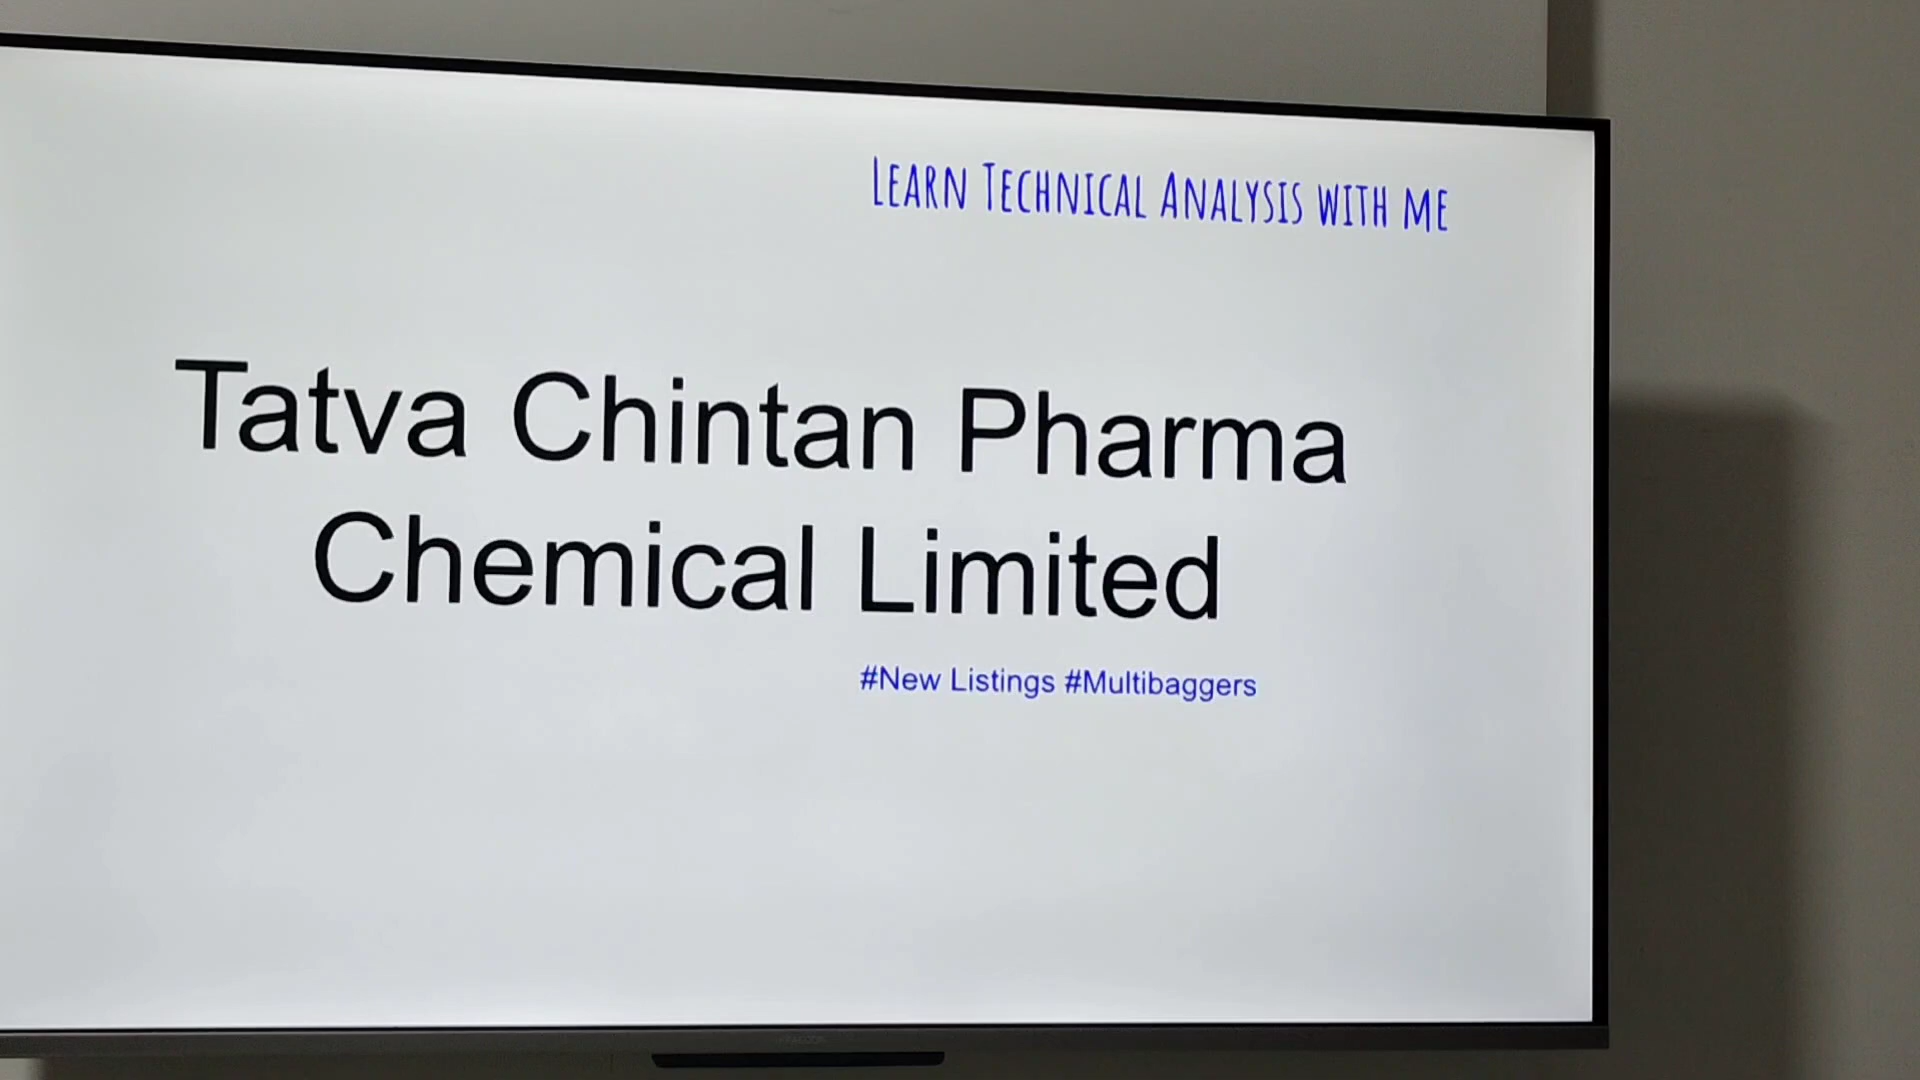 Learn Technical Analysis with me
Tatva Chintan Pharma
Chemical Limited
#New Listings #Multibaggers